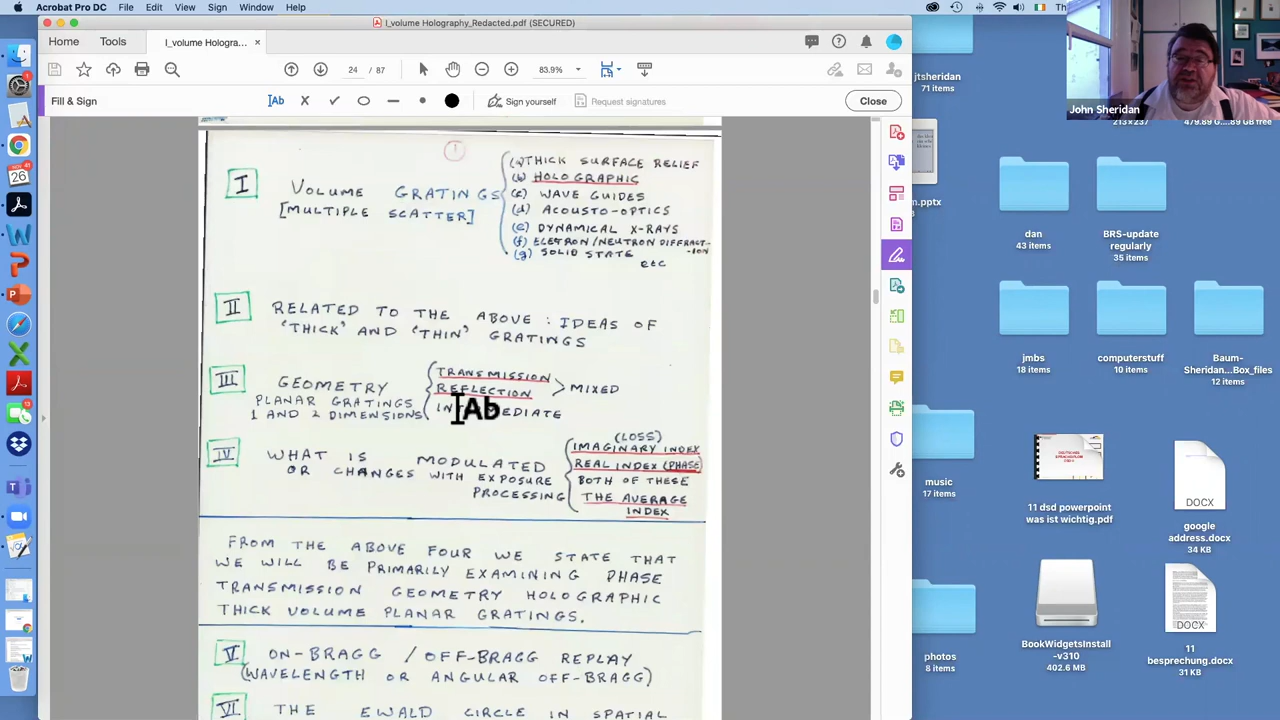 Acrobat Pro DC File Edit View Sign Window Help
I_volume Holography_Redacted.pdf (SECURED)
Home Tools I_volume Hologra...
24 / 87 83.9%
Fill & Sign Ab Sign yourself Request signatures Close
I VOLUME GRATINGS
[MULTIPLE SCATTER]
(a) THICK SURFACE RELIEF
(b) HOLOGRAPHIC
(c) WAVE GUIDES
(d) ACOUSTO-OPTICS
(e) DYNAMICAL X-RAYS
(f) ELETRON/NEUTRON DIFFRACT-
-ION
(g) SOLID STATE
etc
II RELATED TO THE ABOVE : IDEAS OF
'THICK' AND 'THIN' GRATINGS
III GEOMETRY
PLANAR GRATINGS
1 AND 2 DIMENSIONS
TRANSMISSION
REFLECTION
MIXED
Ab
IV WHAT IS MODULATED
OR CHANGES WITH EXPOSURE
PROCESSING
(LOSS)
IMAGINARY INDEX
REAL INDEX (PHASE)
BOTH OF THESE
THE AVERAGE
INDEX
FROM THE ABOVE FOUR WE STATE THAT
WE WILL BE PRIMARILY EXAMINING PHASE
TRANSMISSION GEOMETRY HOLOGRAPHIC
THICK VOLUME PLANAR GRATINGS.
V ON-BRAGG / OFF-BRAGG REPLAY
(WAVELENGTH OR ANGULAR OFF-BRAGG)
VI THE EWALD CIRCLE IN SPATIAL
John Sheridan
jtsheridan
71 items
m.pptx
dan
43 items
BRS-update
regularly
35 items
jmbs
6 items
computerstuff
10 items
Baum-
Sheridan...Box_files
12 items
music
17 items
11 dsd powerpoint
was ist wichtig.pdf
DOCX
google
address.docx
34 KB
photos
8 items
BookWidgetsInstall
-v310
402.6 MB
DOCX
11
besprechung.docx
31 KB